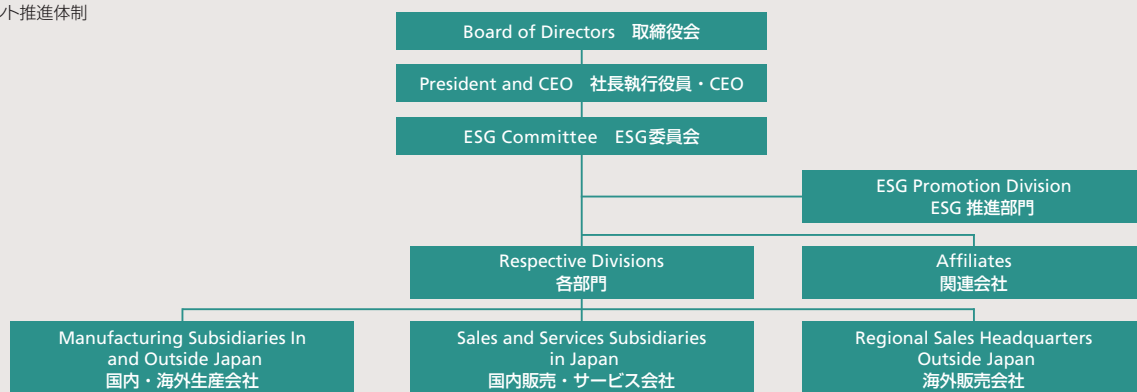 ント推進体制
Board of Directors 取締役会
President and CEO 社長執行役員・CEO
ESG Committee ESG委員会
ESG Promotion Division
ESG 推進部門
Respective Divisions
各部門
Affiliates
関連会社
Manufacturing Subsidiaries In
and Outside Japan
国内・海外生産会社
Sales and Services Subsidiaries
in Japan
国内販売・サービス会社
Regional Sales Headquarters
Outside Japan
海外販売会社